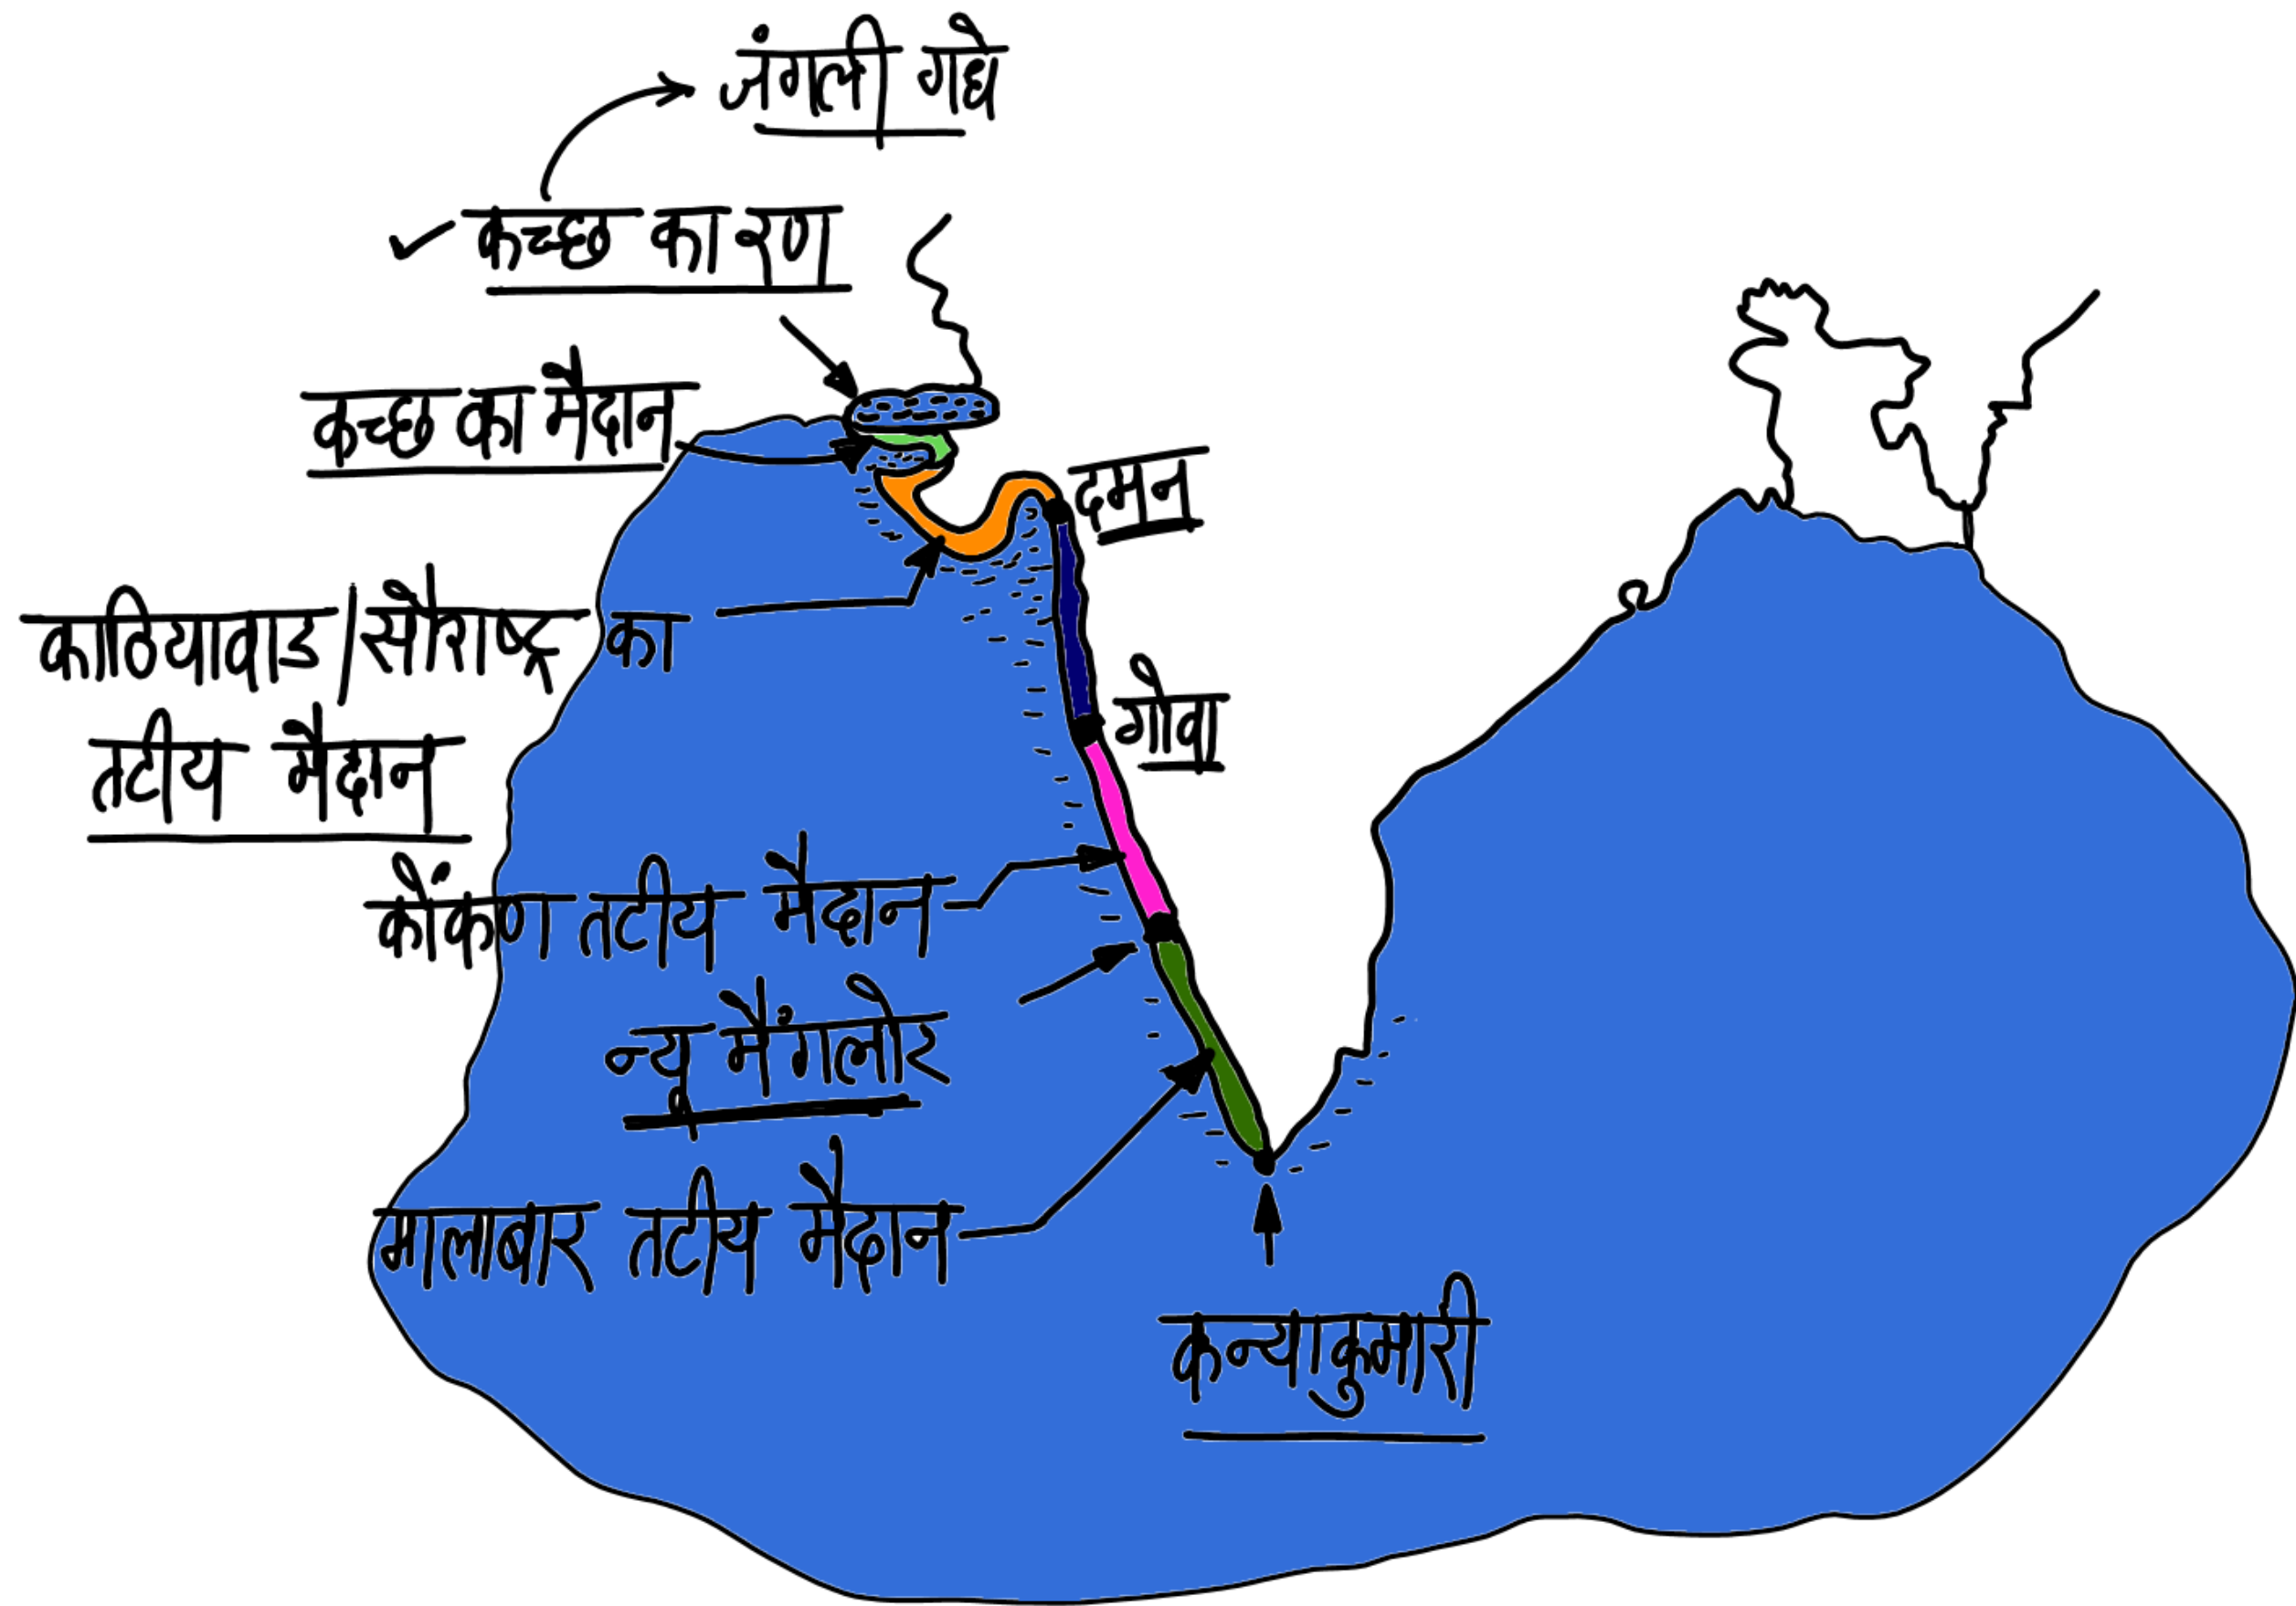 जंगली गधे
कच्छ का रण
कच्छ का मैदान
दमन
काठियावाड/सौराष्ट्र का
तटीय मैदान
गोवा
कोंकण तटीय मैदान
न्यू मैंगलोर
मालाबार तटीय मैदान
कन्याकुमारी